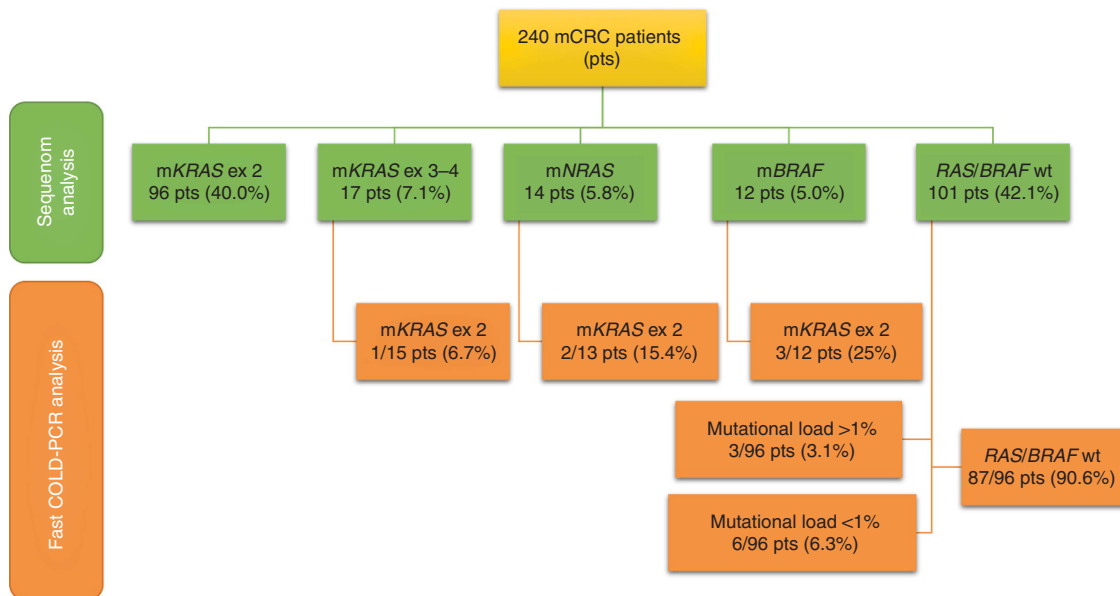 240 mCRC patients
(pts)
Sequenom
analysis
mKRAS ex 2
96 pts (40.0%)
mKRAS ex 3–4
17 pts (7.1%)
mNRAS
14 pts (5.8%)
mBRAF
12 pts (5.0%)
RAS/BRAF wt
101 pts (42.1%)
Fast COLD-PCR analysis
mKRAS ex 2
1/15 pts (6.7%)
mKRAS ex 2
2/13 pts (15.4%)
mKRAS ex 2
3/12 pts (25%)
Mutational load >1%
3/96 pts (3.1%)
RAS/BRAF wt
87/96 pts (90.6%)
Mutational load <1%
6/96 pts (6.3%)